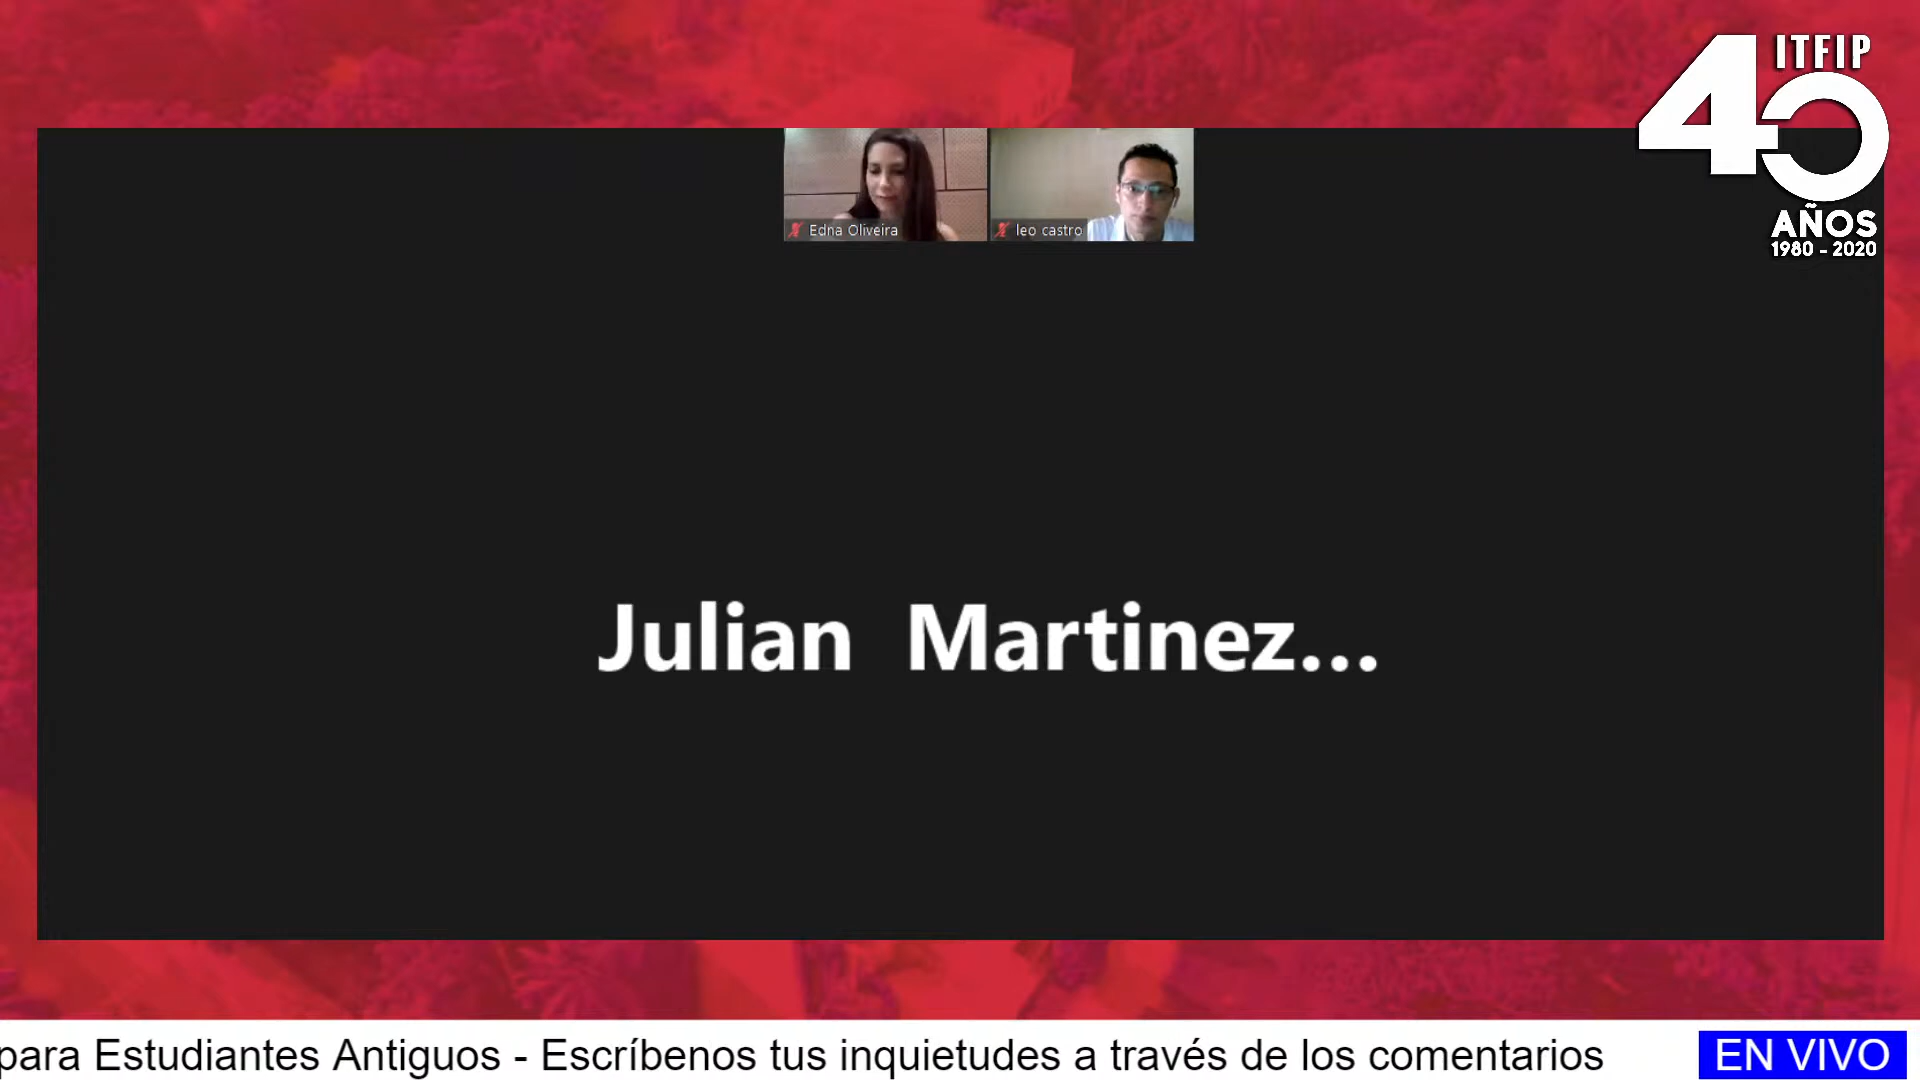 ITFIP
40
AÑOS
1980 - 2020
Edna Oliveira
leo castro
Julian Martinez...
para Estudiantes Antiguos - Escríbenos tus inquietudes a través de los comentarios
EN VIVO